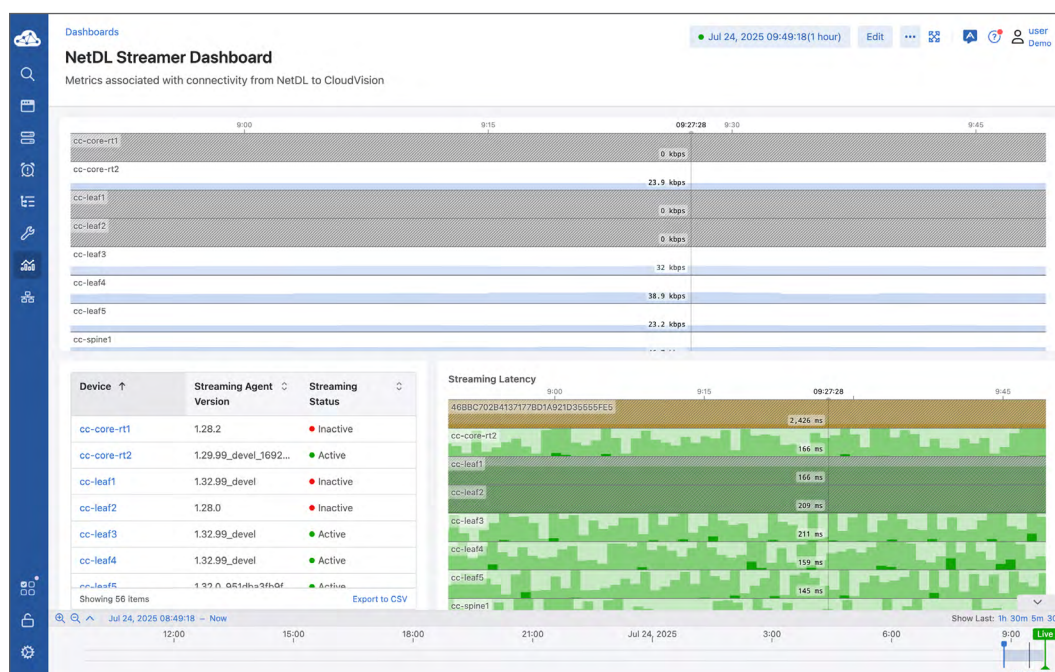 Dashboards
Jul 24, 2025 09:49:18(1 hour)
Edit
user
Demo
NetDL Streamer Dashboard
Metrics associated with connectivity from NetDL to CloudVision
9:00 9:15 09:27:28 9:30 9:45
cc-core-rt1
0 kbps
cc-core-rt2
23.9 kbps
cc-leaf1
0 kbps
cc-leaf2
0 kbps
cc-leaf3
32 kbps
cc-leaf4
38.9 kbps
cc-leaf5
23.2 kbps
cc-spine1
Device ↑ Streaming Agent Version Streaming Status
cc-core-rt1 1.28.2 Inactive
cc-core-rt2 1.29.99_devel_1692... Active
cc-leaf1 1.32.99_devel Inactive
cc-leaf2 1.28.0 Inactive
cc-leaf3 1.32.99_devel Active
cc-leaf4 1.32.99_devel Active
cc-leaf5 Active
Showing 56 items Export to CSV
Streaming Latency
9:00 9:15 09:27:28 9:45
2,426 ms
cc-core-rt2
166 ms
cc-leaf1
166 ms
cc-leaf2
209 ms
cc-leaf3
211 ms
cc-leaf4
159 ms
cc-leaf5
145 ms
cc-spine1
Jul 24, 2025 08:49:18 – Now
Show Last: 1h 30m 5m
12:00 15:00 18:00 21:00 Jul 24, 2025 3:00 6:00 9:00 Live